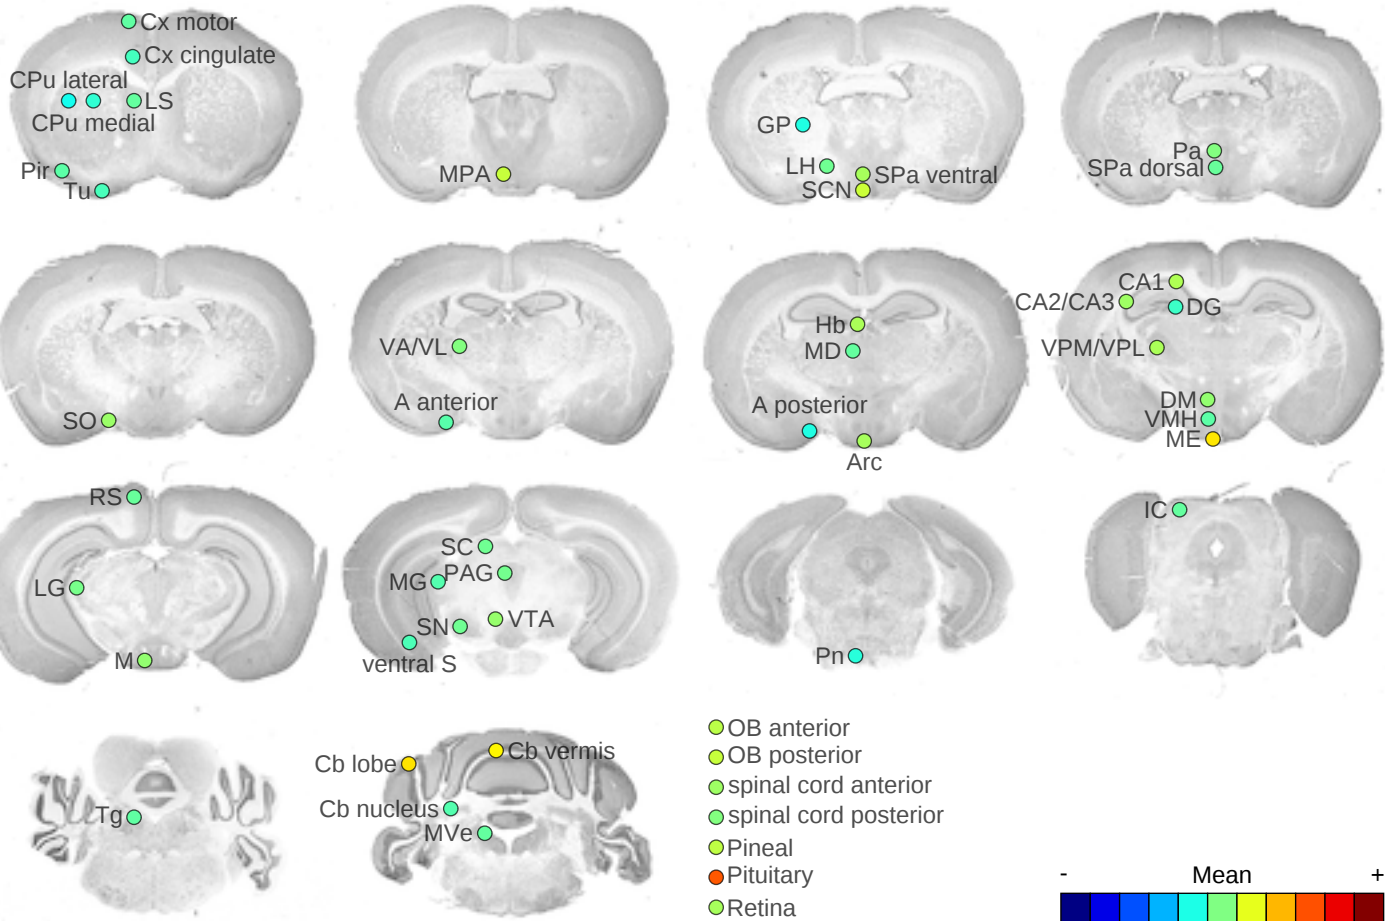 Cx motor
Cx cingulate
CPu lateral
LS
CPu medial
Pir
Tu
MPA
GP
LH
SPa ventral
SCN
Pa
SPa dorsal
SO
VA/VL
A anterior
Hb
MD
A posterior
Arc
CA1
CA2/CA3
DG
VPM/VPL
DM
VMH
ME
RS
LG
M
SC
MG
PAG
SN
VTA
ventral S
Pn
IC
Tg
Cb lobe
Cb vermis
Cb nucleus
MVe
OB anterior
OB posterior
spinal cord anterior
spinal cord posterior
Pineal
Pituitary
Retina
- Mean +